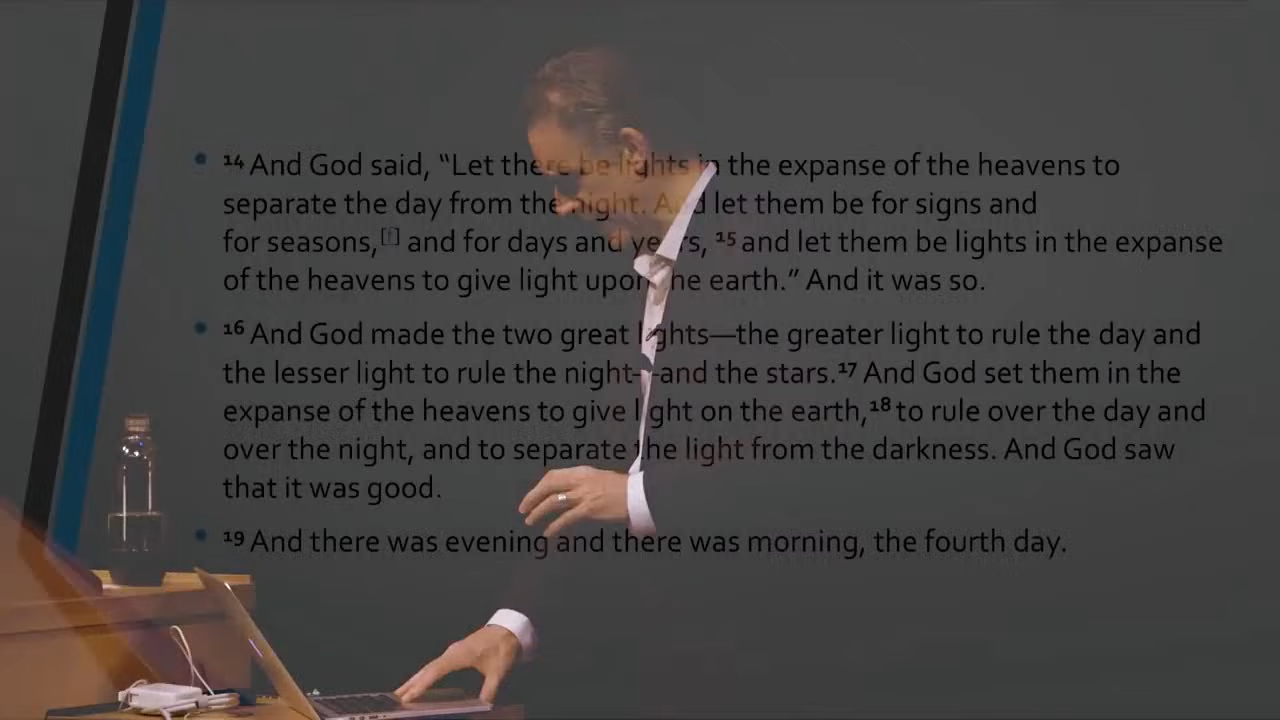 • ¹⁴ And God said, “Let there be lights in the expanse of the heavens to
separate the day from the night. And let them be for signs and
for seasons,[f] and for days and years, ¹⁵ and let them be lights in the expanse
of the heavens to give light upon the earth.” And it was so.
• ¹⁶ And God made the two great lights—the greater light to rule the day and
the lesser light to rule the night—and the stars.¹⁷ And God set them in the
expanse of the heavens to give light on the earth,¹⁸ to rule over the day and
over the night, and to separate the light from the darkness. And God saw
that it was good.
• ¹⁹ And there was evening and there was morning, the fourth day.